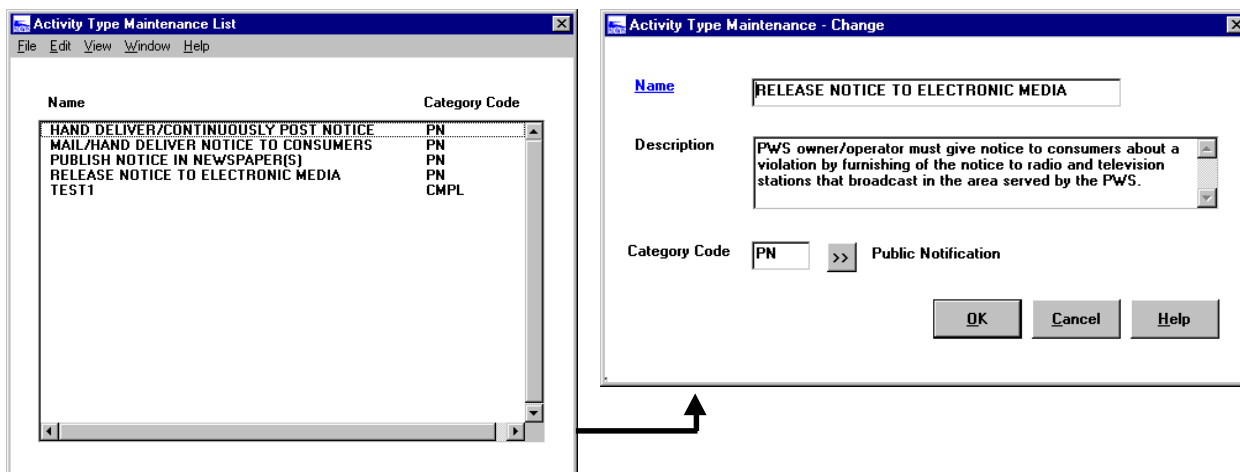 Activity Type Maintenance List
File Edit View Window Help
Name Category Code
HAND DELIVER/CONTINUOUSLY POST NOTICE PN
MAIL/HAND DELIVER NOTICE TO CONSUMERS PN
PUBLISH NOTICE IN NEWSPAPER(S) PN
RELEASE NOTICE TO ELECTRONIC MEDIA PN
TEST1 CMPL
Activity Type Maintenance - Change
Name RELEASE NOTICE TO ELECTRONIC MEDIA
Description PWS owner/operator must give notice to consumers about a
violation by furnishing of the notice to radio and television
stations that broadcast in the area served by the PWS.
Category Code PN >> Public Notification
OK Cancel Help